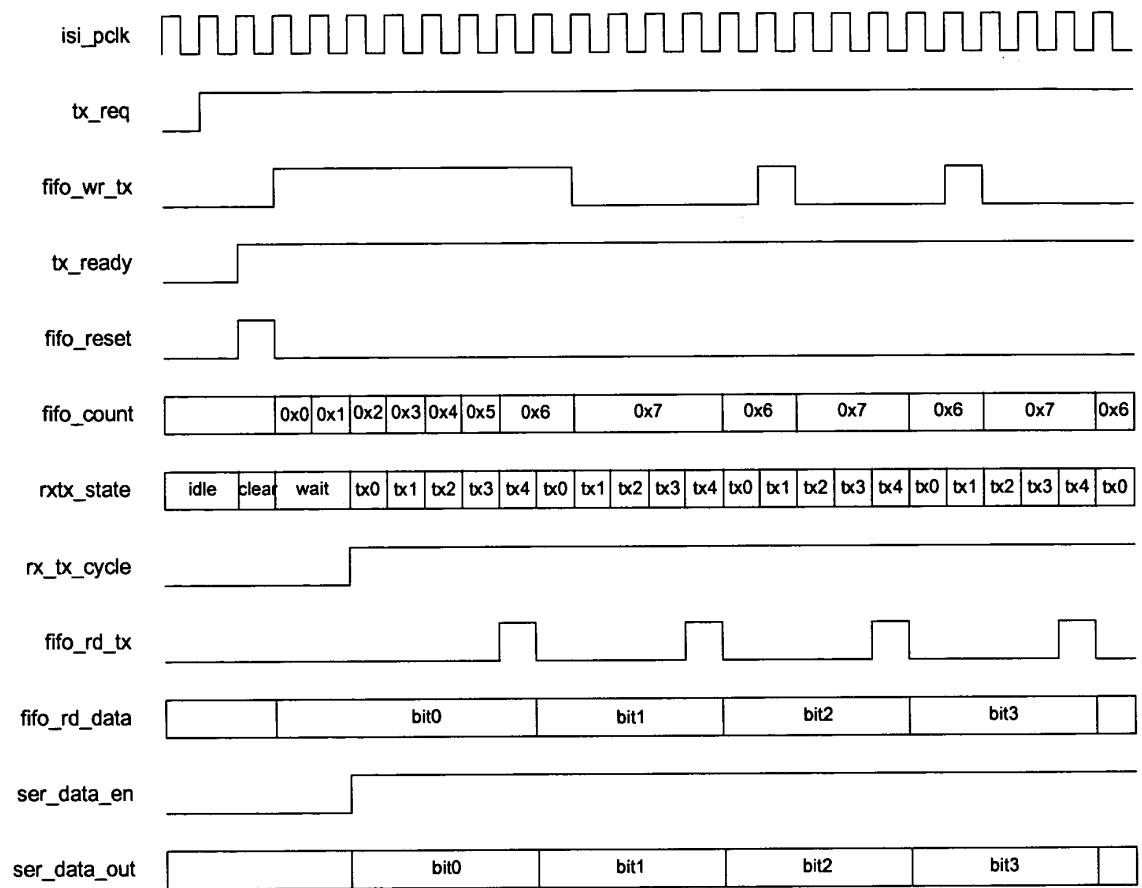 isi_pclk
tx_req
fifo_wr_tx
tx_ready
fifo_reset
fifo_count 0x0 0x1 0x2 0x3 0x4 0x5 0x6 0x7 0x6 0x7 0x6 0x7 0x6
rxtx_state idle clear wait tx0 tx1 tx2 tx3 tx4 tx0 tx1 tx2 tx3 tx4 tx0 tx1 tx2 tx3 tx4 tx0 tx1 tx2 tx3 tx4 tx0
rx_tx_cycle
fifo_rd_tx
fifo_rd_data bit0 bit1 bit2 bit3
ser_data_en
ser_data_out bit0 bit1 bit2 bit3